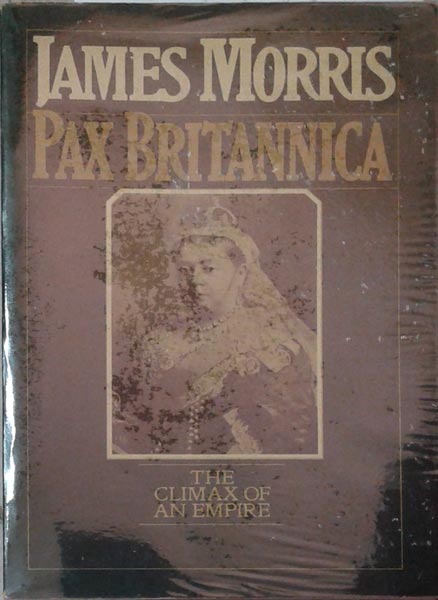 JAMES MORRIS
PAX BRITANNICA
THE
CLIMAX OF
AN EMPIRE